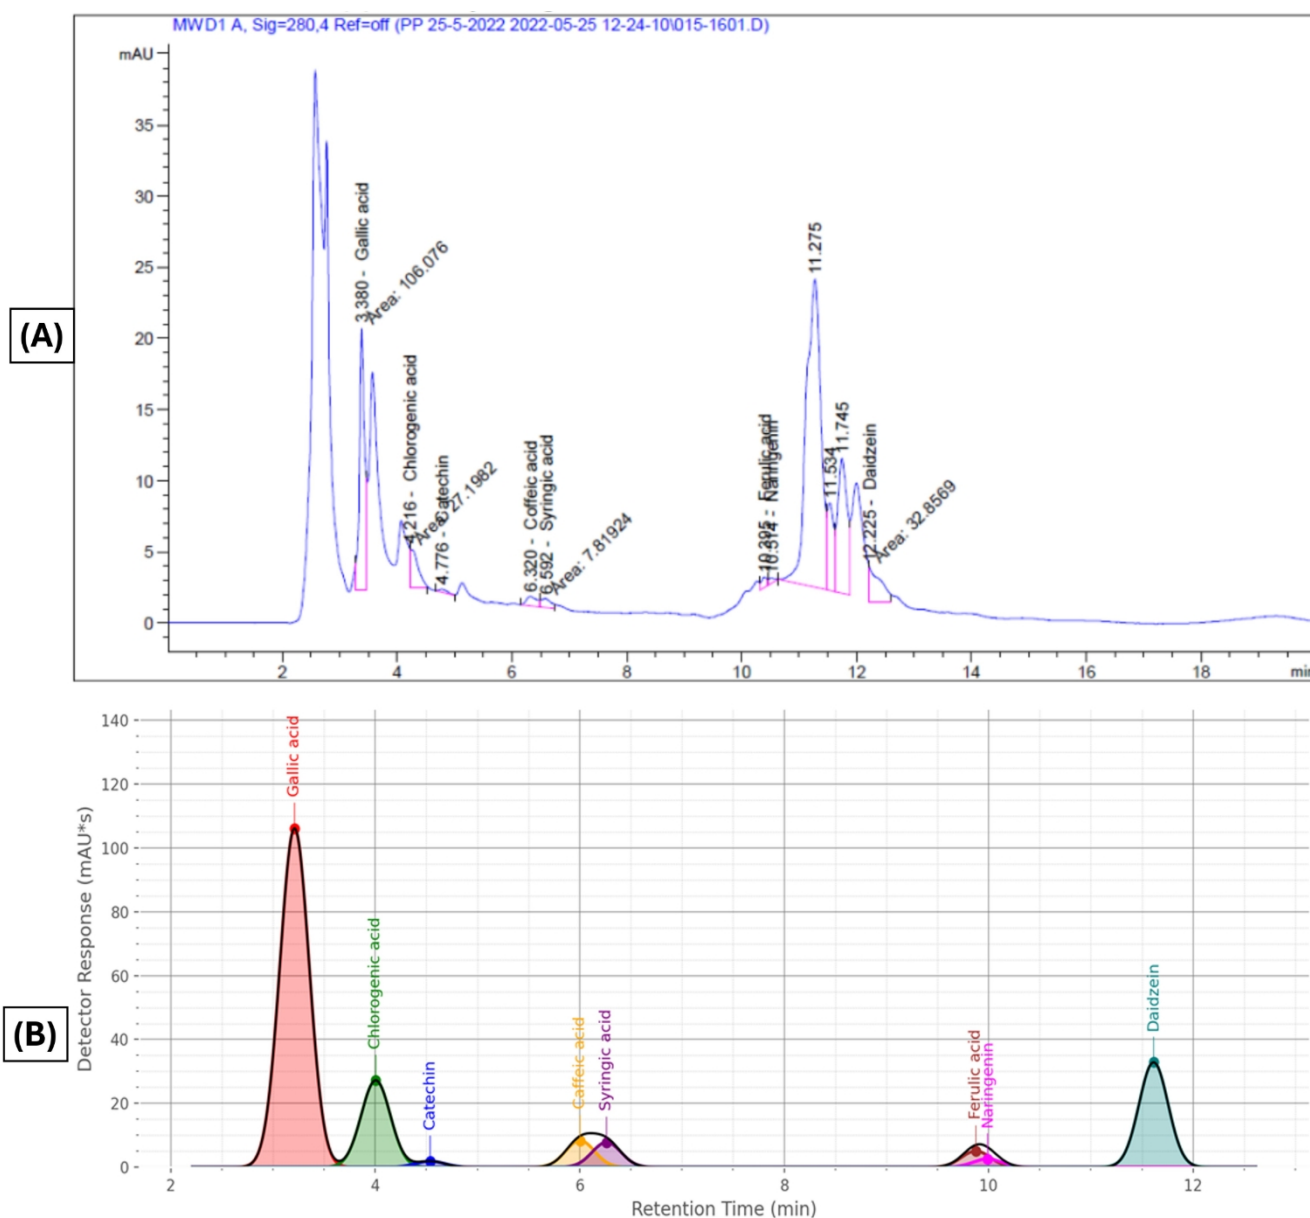 MWD1 A, Sig=280,4 Ref=off (PP 25-5-2022 2022-05-25 12-24-10\015-1601.D)
mAU
35
30
25
20
15
10
5
0
3.380 - Gallic acid
Area: 106.076
4.216 - Chlorogenic acid
Area: 27.1982
4.776 - Catechin
6.320 - Coffeic acid
6.592 - Syringic acid
Area: 7.81924
10.395 - Ferulic acid
10.514 - Naringenin
11.275
11.534
11.745
12.225 - Daidzein
Area: 32.8569
2 4 6 8 10 12 14 16 18 min
(A)
(B)
Detector Response (mAU*s)
140
120
100
80
60
40
20
0
Gallic acid
Chlorogenic acid
Catechin
Caffeic acid
Syringic acid
Ferulic acid
Naringenin
Daidzein
2 4 6 8 10 12
Retention Time (min)